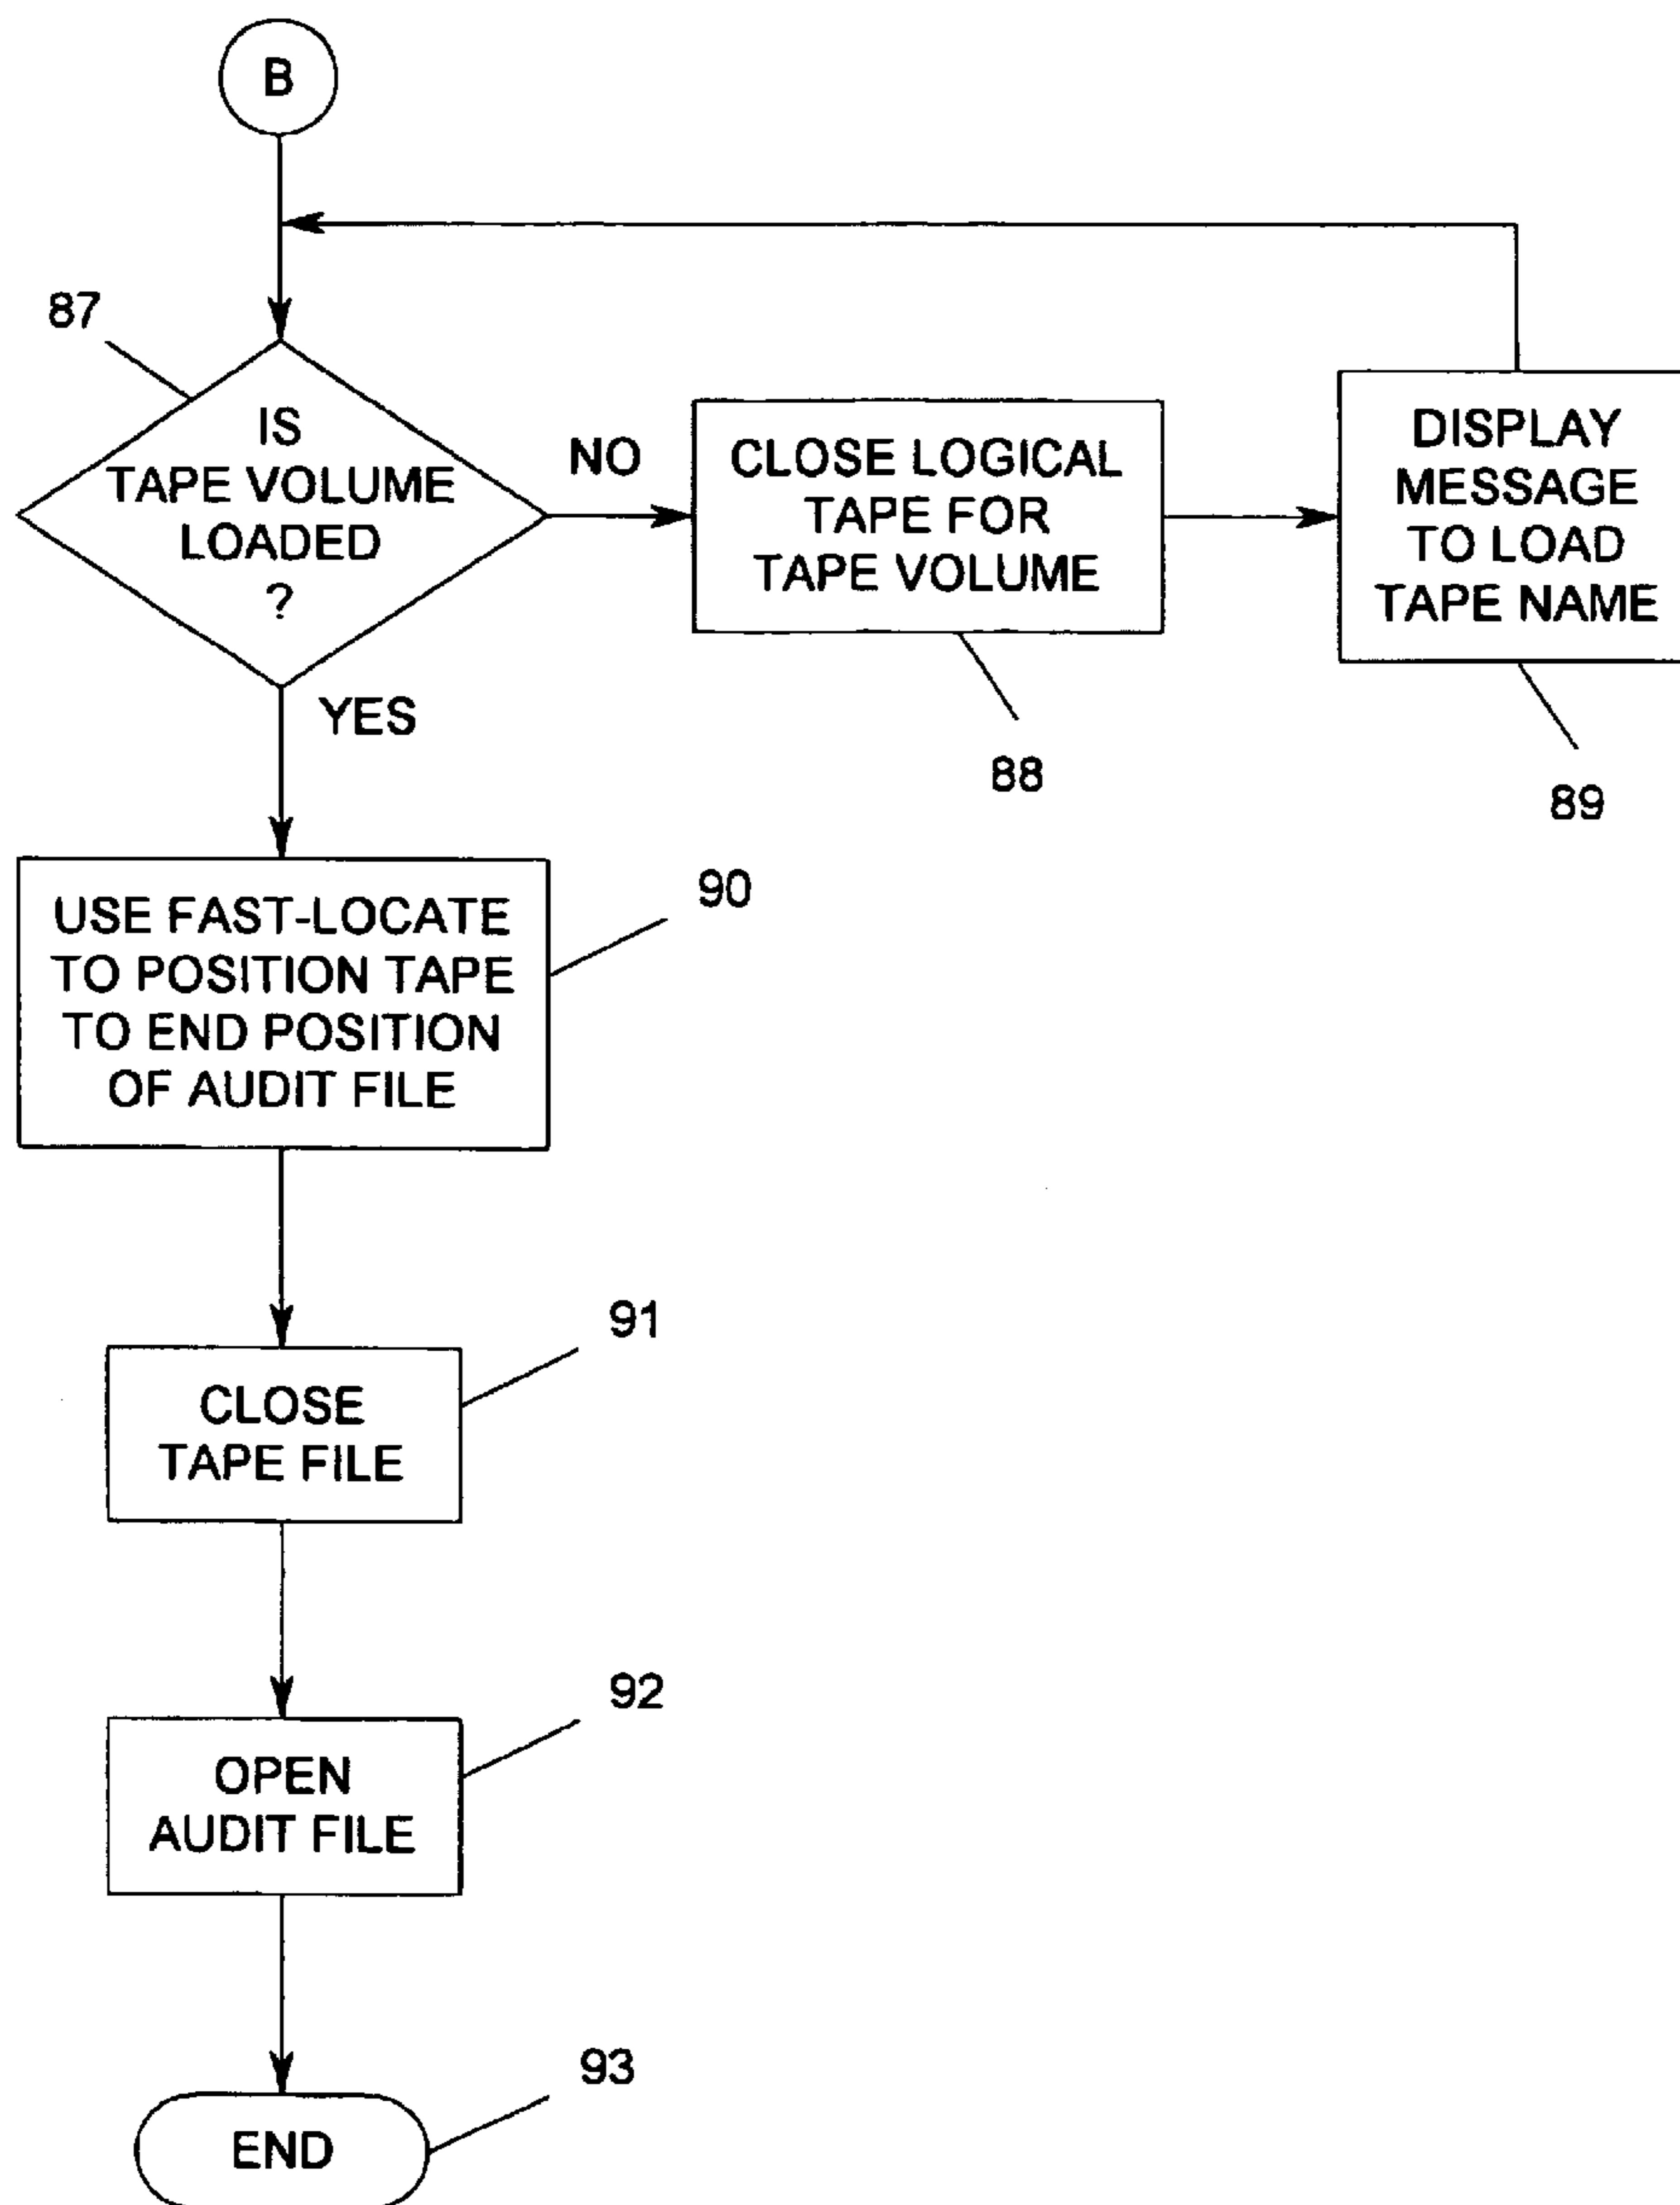 B
87
IS
TAPE VOLUME
LOADED
?
NO
CLOSE LOGICAL
TAPE FOR
TAPE VOLUME
88
DISPLAY
MESSAGE
TO LOAD
TAPE NAME
89
YES
USE FAST-LOCATE
TO POSITION TAPE
TO END POSITION
OF AUDIT FILE
90
CLOSE
TAPE FILE
91
OPEN
AUDIT FILE
92
END
93